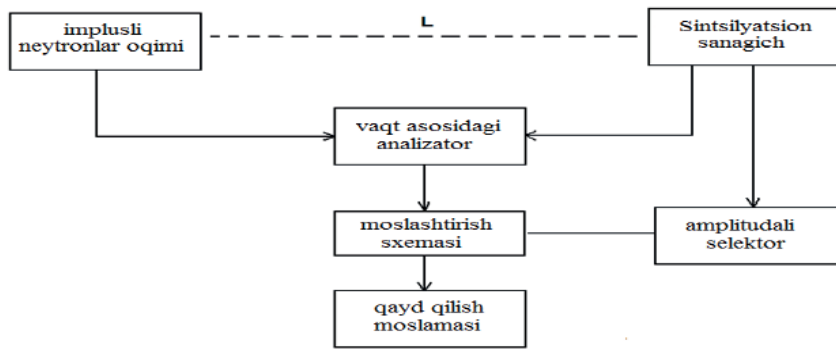 implusli
neytronlar oqimi
L
Sintsilyatsion
sanagich
vaqt asosidagi
analizator
moslashtirish
sxemasi
amplitudali
selektor
qayd qilish
moslamasi